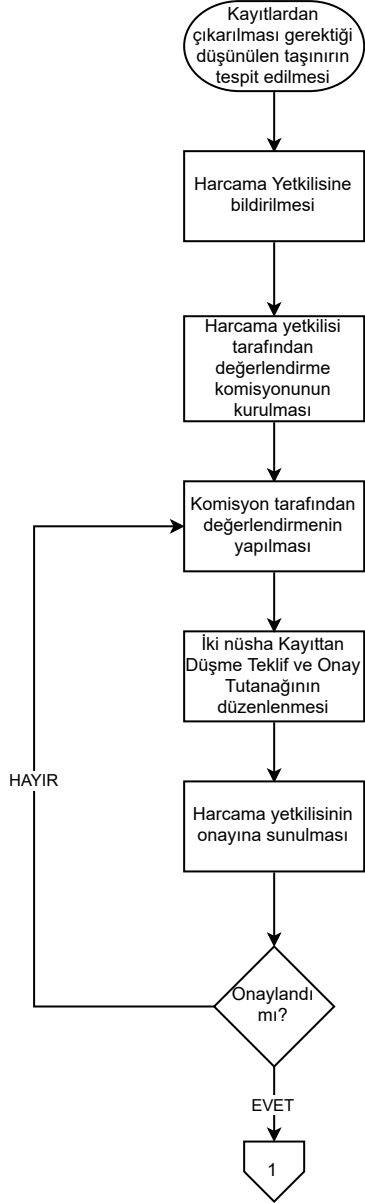 Kayıtlardan
çıkarılması gerektiği
düşünülen taşınırın
tespit edilmesi
Harcama Yetkilisine
bildirilmesi
Harcama yetkilisi
tarafından
değerlendirme
komisyonunun
kurulması
Komisyon tarafından
değerlendirmenin
yapılması
İki nüsha Kayıttan
Düşme Teklif ve Onay
Tutanağının
düzenlenmesi
HAYIR
Harcama yetkilisinin
onayına sunulması
Onaylandı
mı?
EVET
1